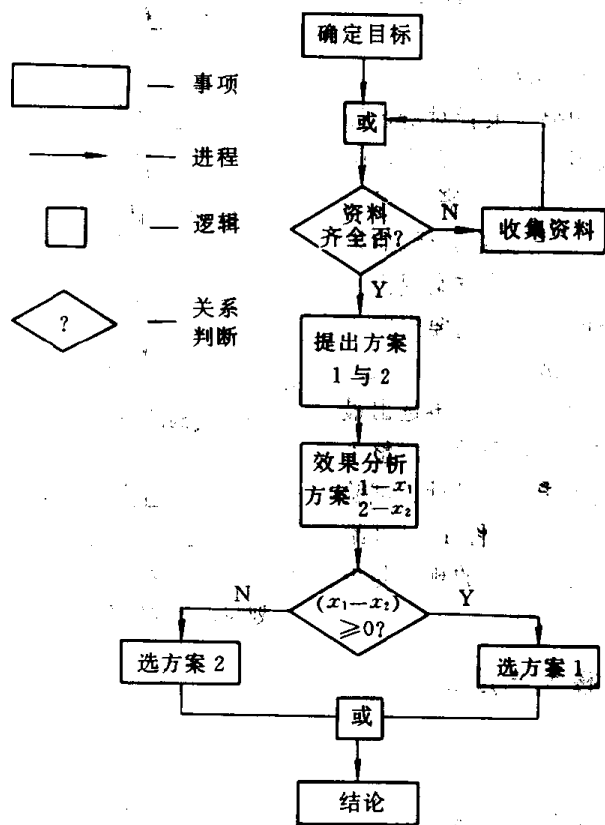 确定目标
— 事项
或
— 进程
资料
齐全否?
N
收集资料
— 逻辑
Y
?
— 关系
判断
提出方案
1与2
效果分析
方案 1—x₁
2—x₂
N
(x₁—x₂)
≥0?
Y
选方案2
选方案1
或
结论